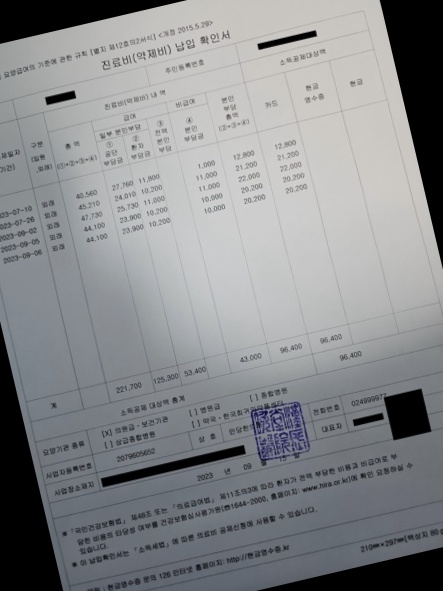 요양급여의 기준에 관한 규칙 [별지 제12호의2서식] <개정 2015.5.29>
진료비(약제비) 납입 확인서
주민등록번호
소득공제대상액
진료비(약제비) 내 역
급여
비급여
일부 본인부담
구분
(입원
외래)
총 액
(①+②+③+④)
①
공단
부담금
②
환자
부담금
③
전액
본인
부담
④
본인
부담금
본인
부담
총액
(②+③+④)
카드
현금
영수증
현금
23-07-10 외래 40,560 27,760 11,800 1,000 12,800 12,800
023-07-26 외래 45,210 24,010 10,200 11,000 21,200 21,200
2023-09-02 외래 47,730 25,730 11,000 11,000 22,000 22,000
2023-09-05 외래 44,100 23,900 10,200 10,000 20,200 20,200
2023-09-06 외래 44,100 23,900 10,200 10,000 20,200 20,200
계 221,700 125,300 53,400 43,000 96,400 96,400
소득공제 대상액 총계 96,400
요양기관 종류
[X] 의원급ㆍ보건기관 [ ] 병원급 [ ] 종합병원
[ ] 상급종합병원 [ ] 약국ㆍ한국희귀의약품센터
사업자등록번호 2079605652 상 호 전화번호
사업장소재지 대표자
2023 년 09 월 15 일
※「국민건강보험법」 제48조 또는 「의료급여법」 제11조의3에 따라 환자가 전액 부담한 비용과 비급여로 부
담한 비용의 타당성 여부를 건강보험심사평가원(☎1644-2000, 홈페이지: www.hira.or.kr)에 확인 요청하실 수
있습니다.
※ 이 납입확인서는 「소득세법」에 따른 의료비 공제신청에 사용할 수 있습니다.
현금영수증 문의 126 인터넷 홈페이지: http://현금영수증.kr
210㎜×297㎜(백상지 80